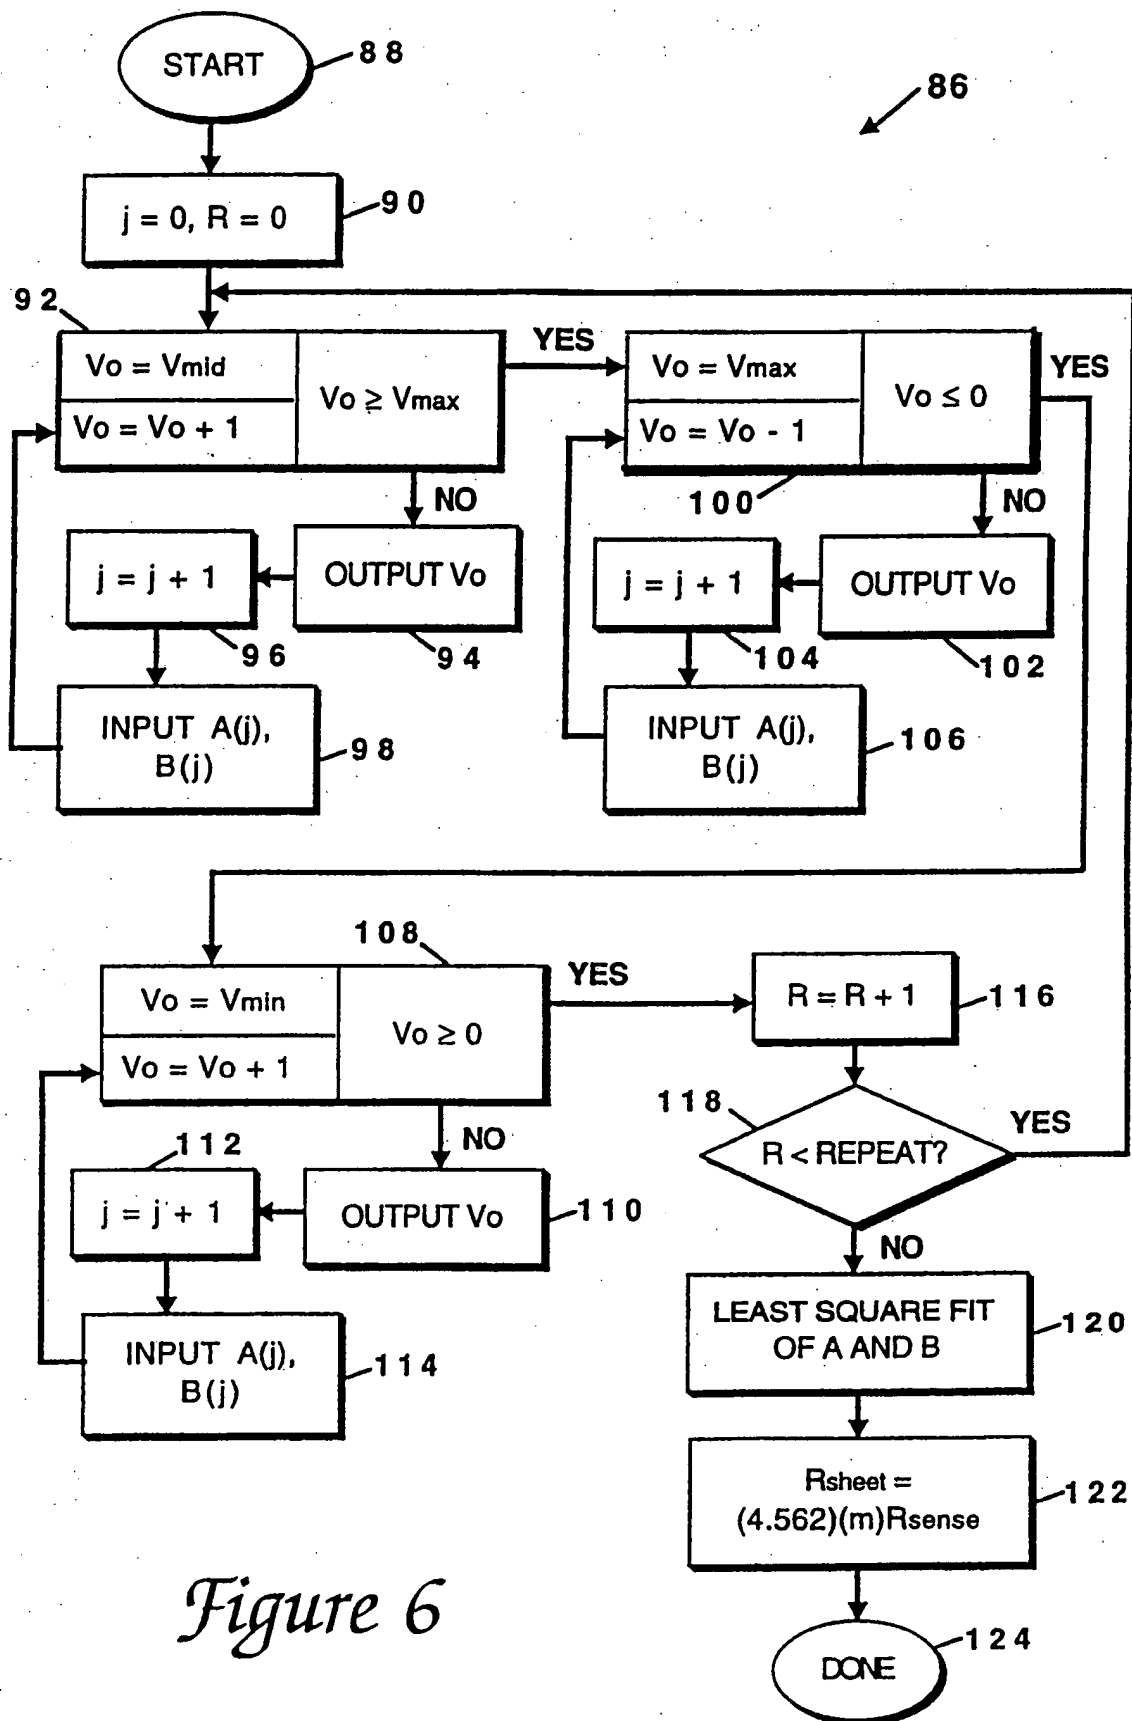 START
88
86
j = 0, R = 0
90
92
Vo = Vmid
Vo = Vo + 1
Vo ≥ Vmax
YES
Vo = Vmax
Vo = Vo - 1
Vo ≤ 0
YES
NO
100
NO
j = j + 1
OUTPUT Vo
j = j + 1
OUTPUT Vo
96
94
104
102
INPUT A(j),
B(j)
98
INPUT A(j),
B(j)
106
108
Vo = Vmin
Vo = Vo + 1
Vo ≥ 0
YES
R = R + 1
116
NO
118
R < REPEAT?
YES
112
j = j + 1
OUTPUT Vo
110
NO
INPUT A(j),
B(j)
114
LEAST SQUARE FIT
OF A AND B
120
Rsheet =
(4.562)(m)Rsense
122
DONE
124
Figure 6